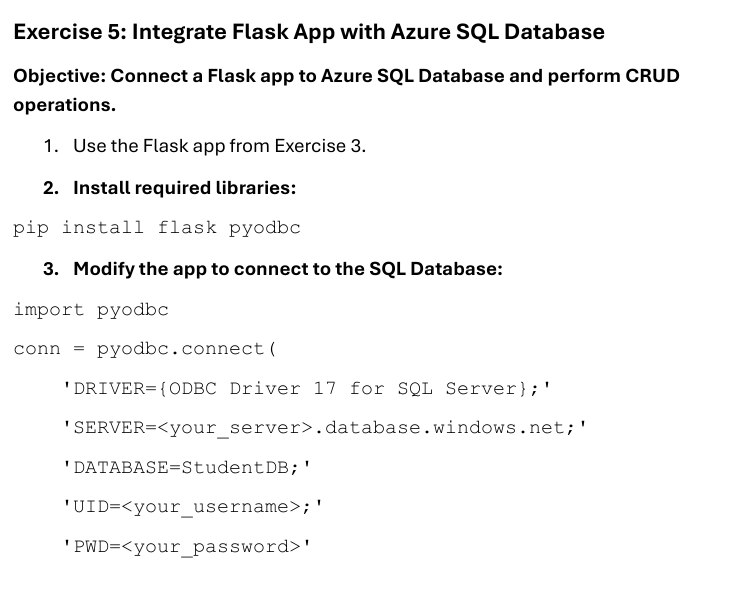 Exercise 5: Integrate Flask App with Azure SQL Database
Objective: Connect a Flask app to Azure SQL Database and perform CRUD
operations.
1. Use the Flask app from Exercise 3.
2. Install required libraries:
pip install flask pyodbc
3. Modify the app to connect to the SQL Database:
import pyodbc
conn = pyodbc.connect(
'DRIVER={ODBC Driver 17 for SQL Server};'
'SERVER=<your_server>.database.windows.net;'
'DATABASE=StudentDB;'
'UID=<your_username>;'
'PWD=<your_password>'